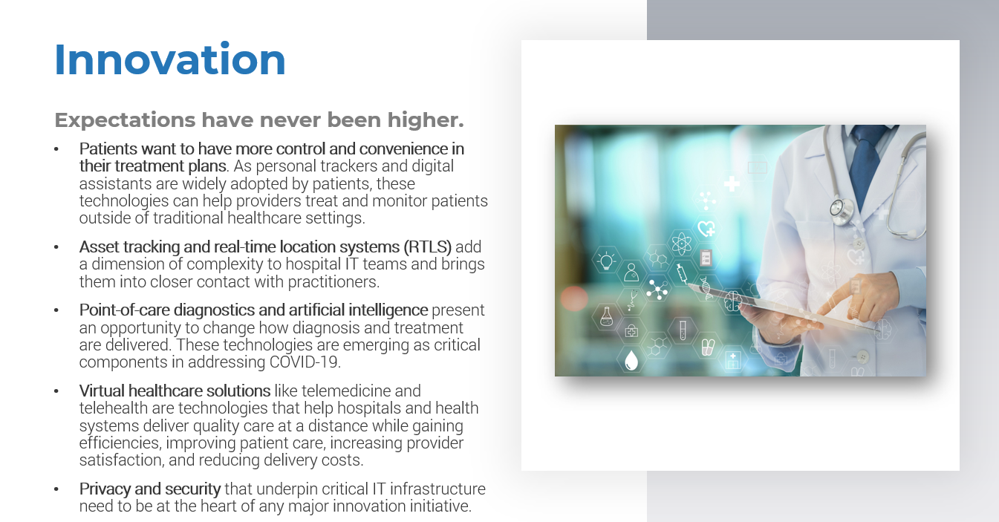 Innovation
Expectations have never been higher.
• Patients want to have more control and convenience in
their treatment plans. As personal trackers and digital
assistants are widely adopted by patients, these
technologies can help providers treat and monitor patients
outside of traditional healthcare settings.
• Asset tracking and real-time location systems (RTLS) add
a dimension of complexity to hospital IT teams and brings
them into closer contact with practitioners.
• Point-of-care diagnostics and artificial intelligence present
an opportunity to change how diagnosis and treatment
are delivered. These technologies are emerging as critical
components in addressing COVID-19.
• Virtual healthcare solutions like telemedicine and
telehealth are technologies that help hospitals and health
systems deliver quality care at a distance while gaining
efficiencies, improving patient care, increasing provider
satisfaction, and reducing delivery costs.
• Privacy and security that underpin critical IT infrastructure
need to be at the heart of any major innovation initiative.